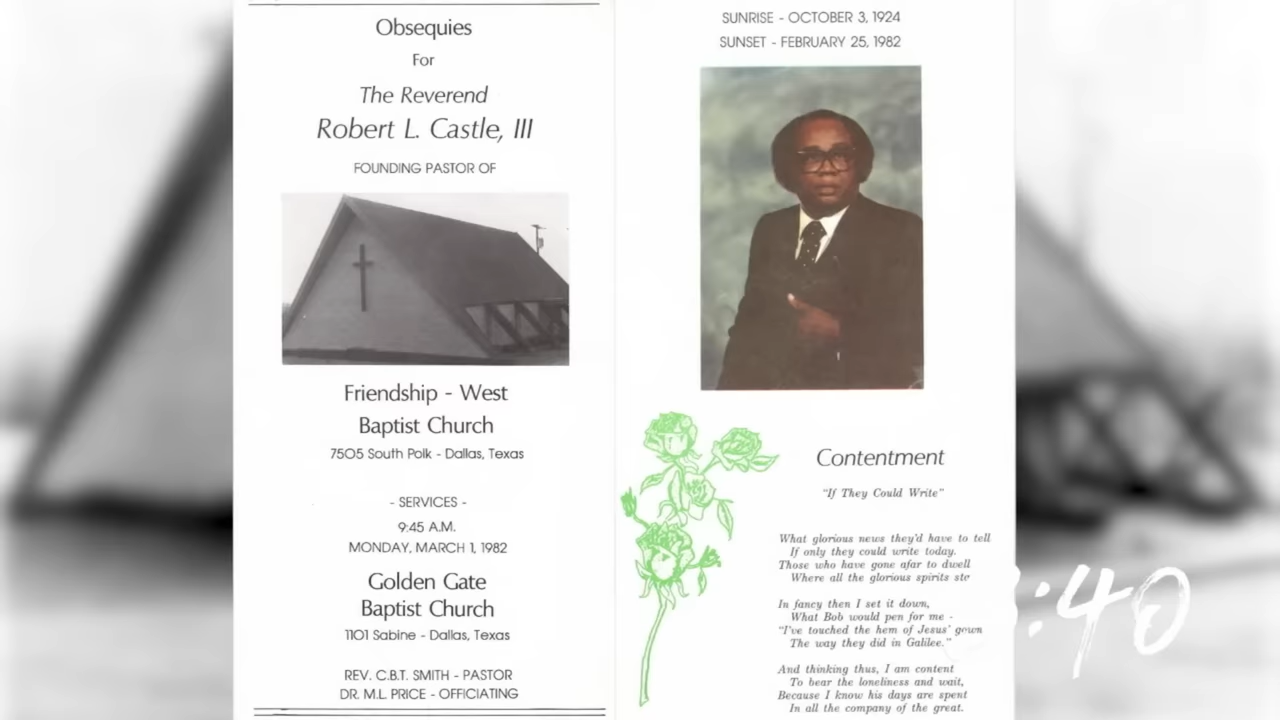 Obsequies
For
The Reverend
Robert L. Castle, III
FOUNDING PASTOR OF
Friendship - West
Baptist Church
7505 South Polk - Dallas, Texas
- SERVICES -
9:45 A.M.
MONDAY, MARCH 1, 1982
Golden Gate
Baptist Church
1101 Sabine - Dallas, Texas
REV. C.B.T. SMITH - PASTOR
DR. M.L. PRICE - OFFICIATING
SUNRISE - OCTOBER 3, 1924
SUNSET - FEBRUARY 25, 1982
Contentment
"If They Could Write"
What glorious news they'd have to tell
If only they could write today.
Those who have gone afar to dwell
Where all the glorious spirits
In fancy then I set it down,
What Bob would pen for me -
"I've touched the hem of Jesus' gown
The way they did in Galilee."
And thinking thus, I am content
To bear the loneliness and wait,
Because I know his days are spent
In all the company of the great.
:40